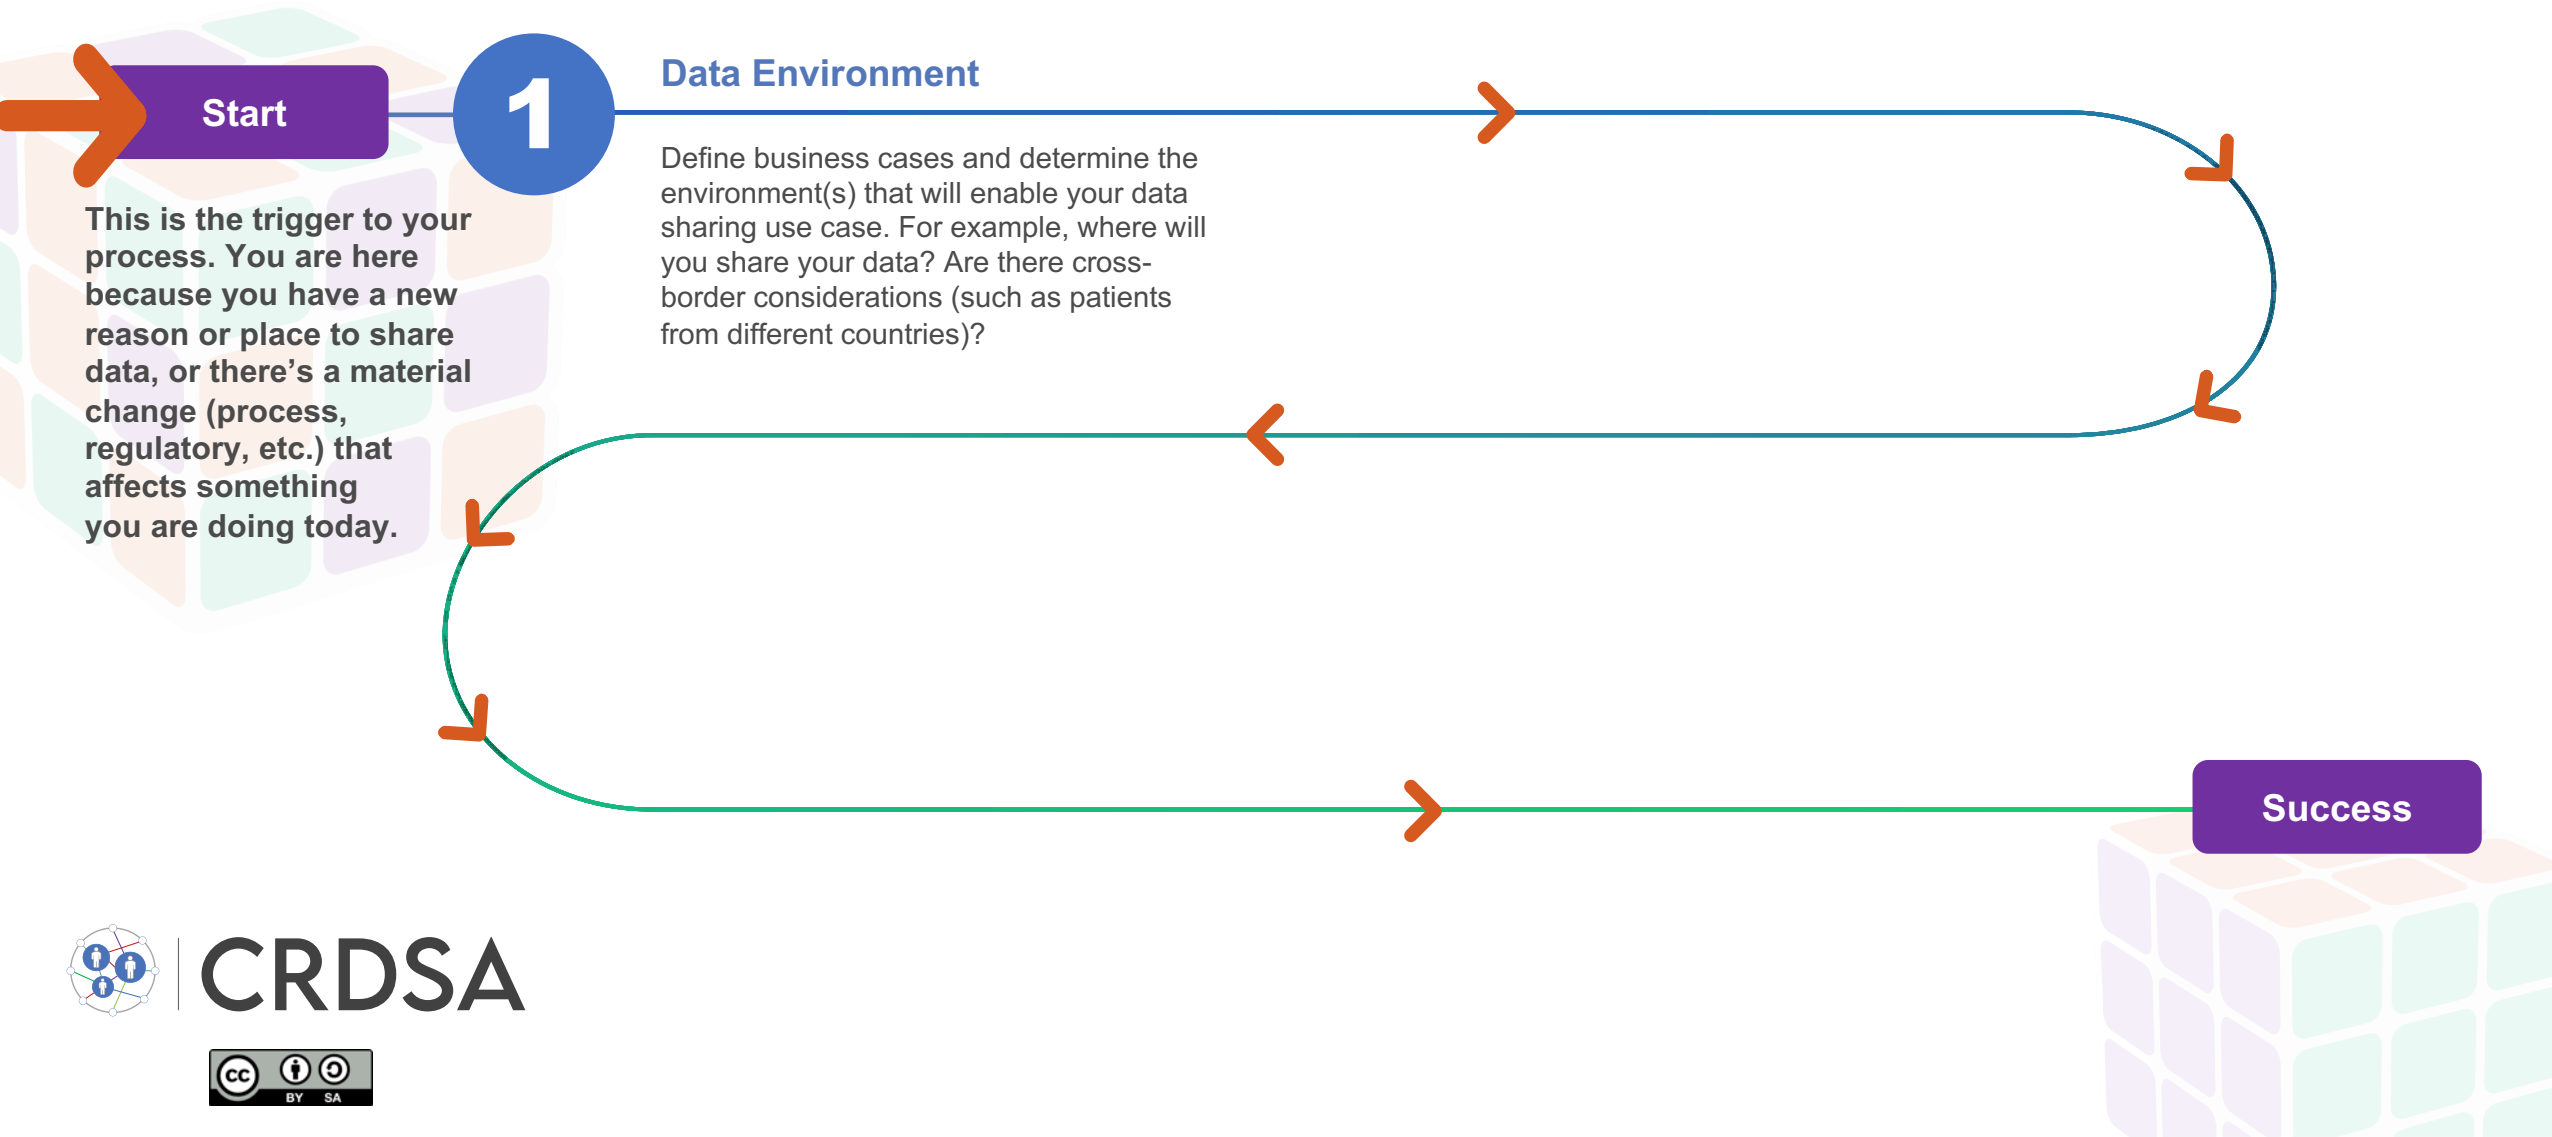 Start
1
Data Environment
This is the trigger to your
process. You are here
because you have a new
reason or place to share
data, or there’s a material
change (process,
regulatory, etc.) that
affects something
you are doing today.
Define business cases and determine the
environment(s) that will enable your data
sharing use case. For example, where will
you share your data? Are there cross-
border considerations (such as patients
from different countries)?
Success
CRDSA
cc
BY SA